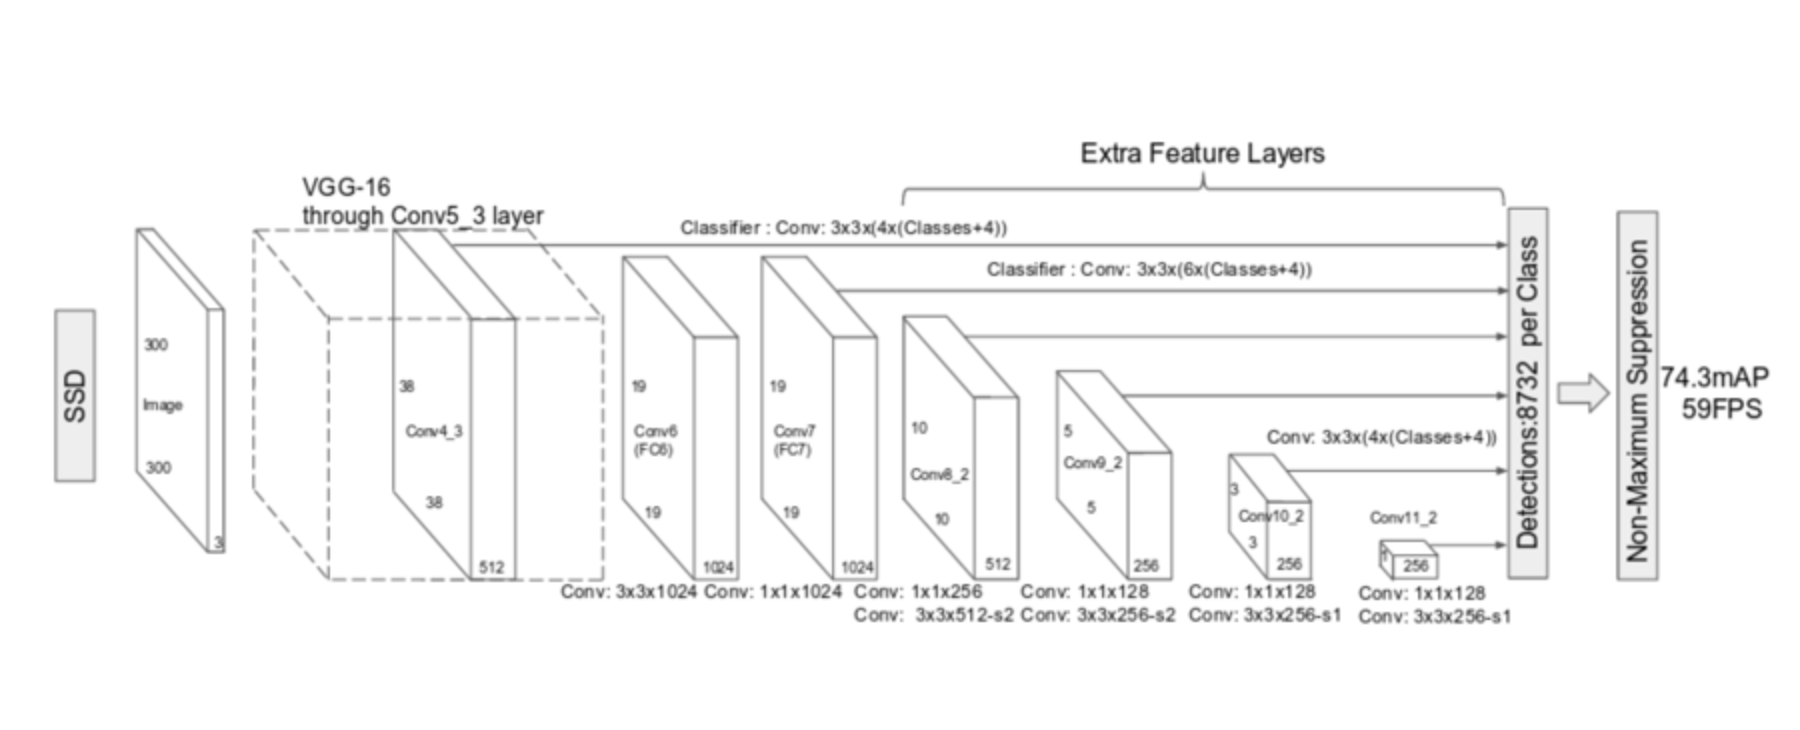 Extra Feature Layers
VGG-16
through Conv5_3 layer
Classifier : Conv: 3x3x(4x(Classes+4))
Classifier : Conv: 3x3x(6x(Classes+4))
SSD
300
Image
300
3
38
Conv4_3
38
512
19
Conv6
(FC6)
19
1024
19
Conv7
(FC7)
19
1024
10
Conv8_2
10
512
5
Conv9_2
5
256
Conv: 3x3x(4x(Classes+4))
3
Conv10_2
3
256
Conv11_2
1
256
Detections:8732 per Class
Non-Maximum Suppression
74.3mAP
59FPS
Conv: 3x3x1024
Conv: 1x1x1024
Conv: 1x1x256
Conv: 3x3x512-s2
Conv: 1x1x128
Conv: 3x3x256-s2
Conv: 1x1x128
Conv: 3x3x256-s1
Conv: 1x1x128
Conv: 3x3x256-s1